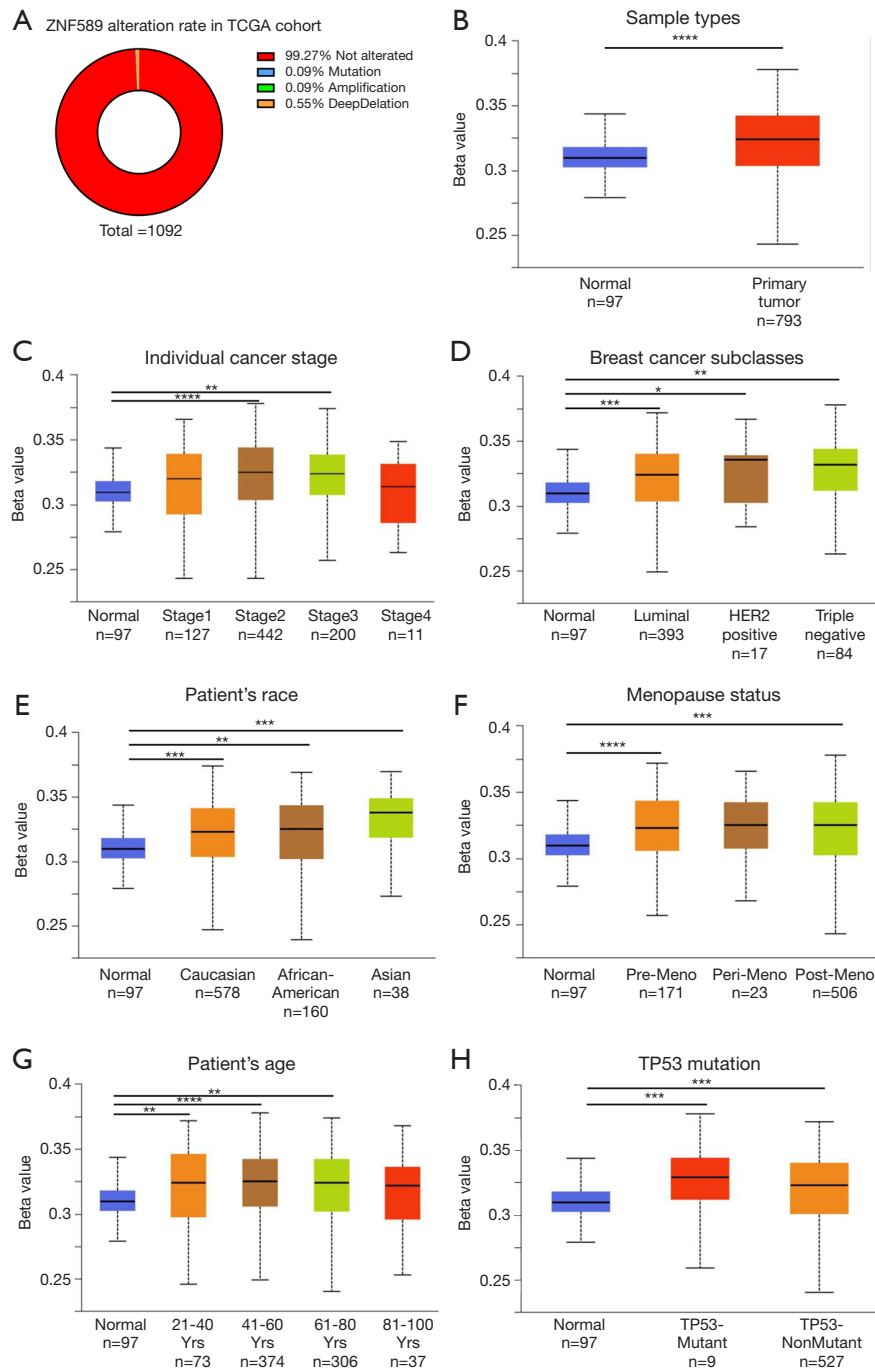 A
ZNF589 alteration rate in TCGA cohort
99.27% Not alterated
0.09% Mutation
0.09% Amplification
0.55% DeepDelation
Total =1092
B
Sample types
Beta value
0.4
0.35
0.3
0.25
****
Normal
n=97
Primary
tumor
n=793
C
Individual cancer stage
Beta value
0.4
0.35
0.3
0.25
**
****
Normal
n=97
Stage1
n=127
Stage2
n=442
Stage3
n=200
Stage4
n=11
D
Breast cancer subclasses
Beta value
0.4
0.35
0.3
0.25
**
*
***
Normal
n=97
Luminal
n=393
HER2
positive
n=17
Triple
negative
n=84
E
Patient's race
Beta value
0.4
0.35
0.3
0.25
***
**
***
Normal
n=97
Caucasian
n=578
African-
American
n=160
Asian
n=38
F
Menopause status
Beta value
0.4
0.35
0.3
0.25
***
****
Normal
n=97
Pre-Meno
n=171
Peri-Meno
n=23
Post-Meno
n=506
G
Patient's age
Beta value
0.4
0.35
0.3
0.25
**
****
**
Normal
n=97
21-40
Yrs
n=73
41-60
Yrs
n=374
61-80
Yrs
n=306
81-100
Yrs
n=37
H
TP53 mutation
Beta value
0.4
0.35
0.3
0.25
***
***
Normal
n=97
TP53-
Mutant
n=9
TP53-
NonMutant
n=527